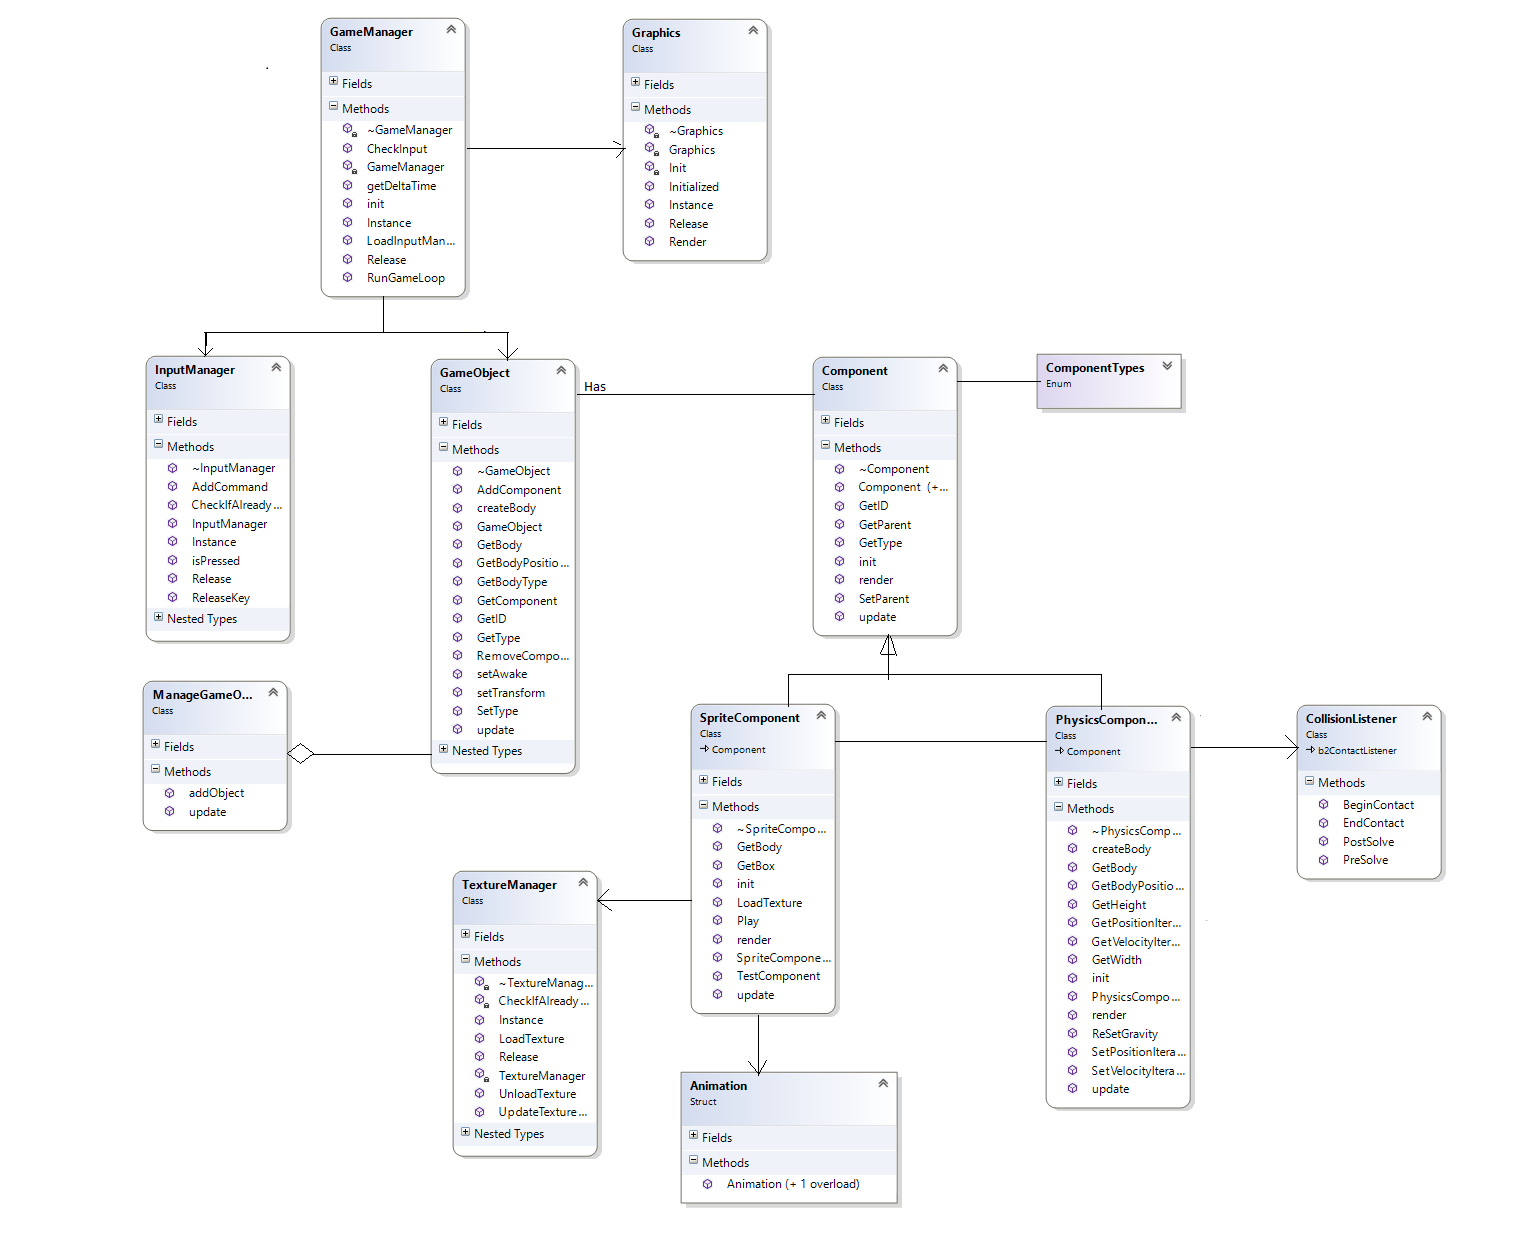 GameManager
Class
Fields
Methods
~GameManager
CheckInput
GameManager
getDeltaTime
init
Instance
LoadInputMan...
Release
RunGameLoop
Graphics
Class
Fields
Methods
~Graphics
Graphics
Init
Initialized
Instance
Release
Render
InputManager
Class
Fields
Methods
~InputManager
AddCommand
CheckIfAlready...
InputManager
Instance
isPressed
Release
ReleaseKey
Nested Types
GameObject
Class
Fields
Methods
~GameObject
AddComponent
createBody
GameObject
GetBody
GetBodyPositio...
GetBodyType
GetComponent
GetID
GetType
RemoveCompo...
setAwake
setTransform
SetType
update
Nested Types
Has
Component
Class
Fields
Methods
~Component
Component (+...
GetID
GetParent
GetType
init
render
SetParent
update
ComponentTypes
Enum
ManageGameO...
Class
Fields
Methods
addObject
update
SpriteComponent
Class
Component
Fields
Methods
~SpriteCompo...
GetBody
GetBox
init
LoadTexture
Play
render
SpriteCompone...
TestComponent
update
PhysicsCompon...
Class
Component
Fields
Methods
~PhysicsComp...
createBody
GetBody
GetBodyPositio...
GetHeight
GetPositionIter...
GetVelocityIter...
GetWidth
init
PhysicsCompo...
render
ReSetGravity
SetPositionItera...
SetVelocityItera...
update
CollisionListener
Class
b2ContactListener
Methods
BeginContact
EndContact
PostSolve
PreSolve
TextureManager
Class
Fields
Methods
~TextureManag...
CheckIfAlready...
Instance
LoadTexture
Release
TextureManager
UnloadTexture
UpdateTexture...
Nested Types
Animation
Struct
Fields
Methods
Animation (+ 1 overload)